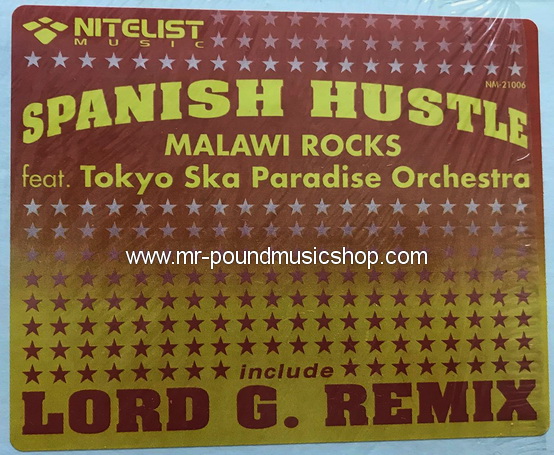 NITELIST
MUSIC
NM-21006
SPANISH HUSTLE
MALAWI ROCKS
feat. Tokyo Ska Paradise Orchestra
www.mr-poundmusicshop.com
include
LORD G. REMIX